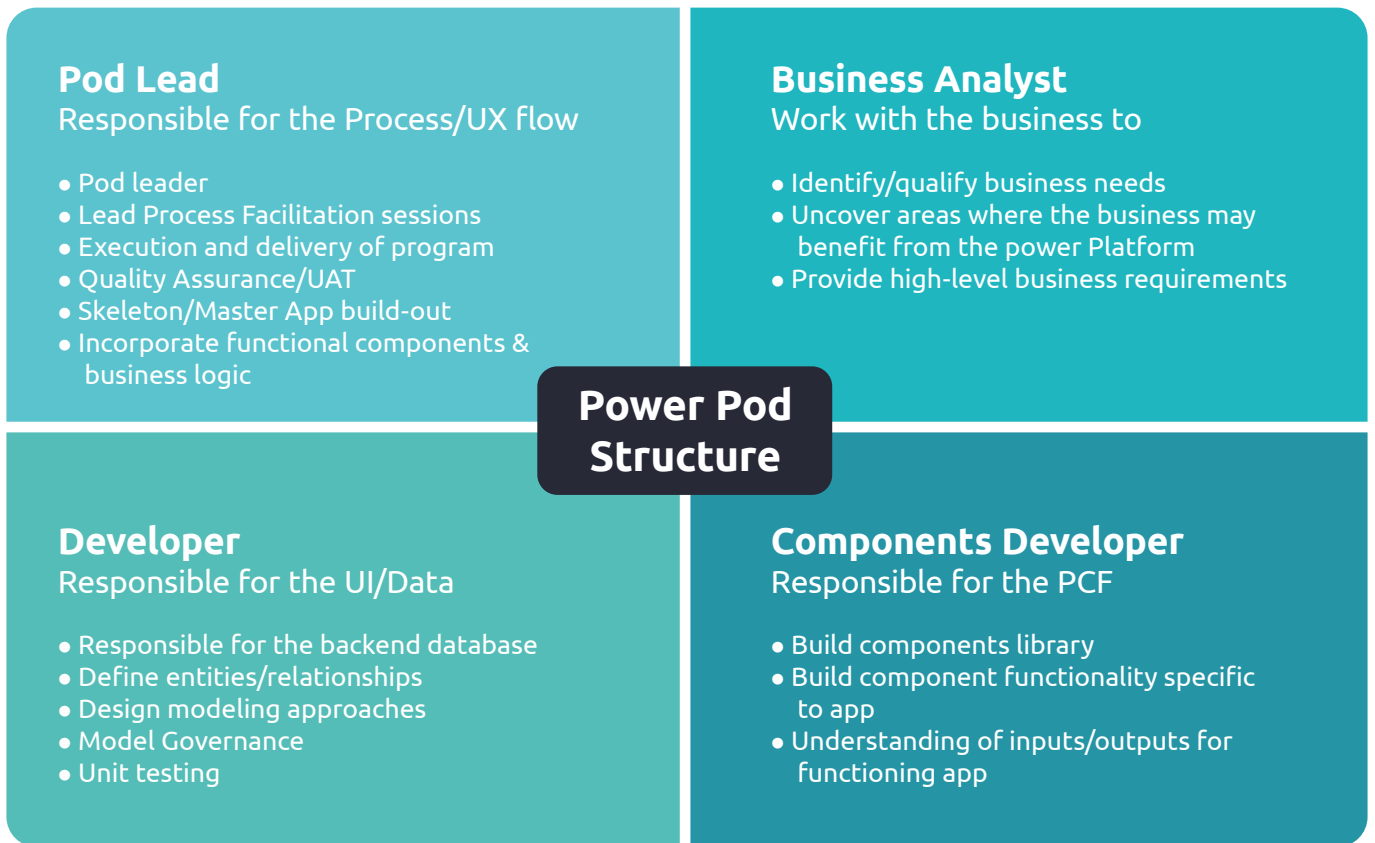 Pod Lead
Responsible for the Process/UX flow
● Pod leader
● Lead Process Facilitation sessions
● Execution and delivery of program
● Quality Assurance/UAT
● Skeleton/Master App build-out
● Incorporate functional components &
business logic
Business Analyst
Work with the business to
● Identify/qualify business needs
● Uncover areas where the business may
benefit from the power Platform
● Provide high-level business requirements
Power Pod
Structure
Developer
Responsible for the UI/Data
● Responsible for the backend database
● Define entities/relationships
● Design modeling approaches
● Model Governance
● Unit testing
Components Developer
Responsible for the PCF
● Build components library
● Build component functionality specific
to app
● Understanding of inputs/outputs for
functioning app